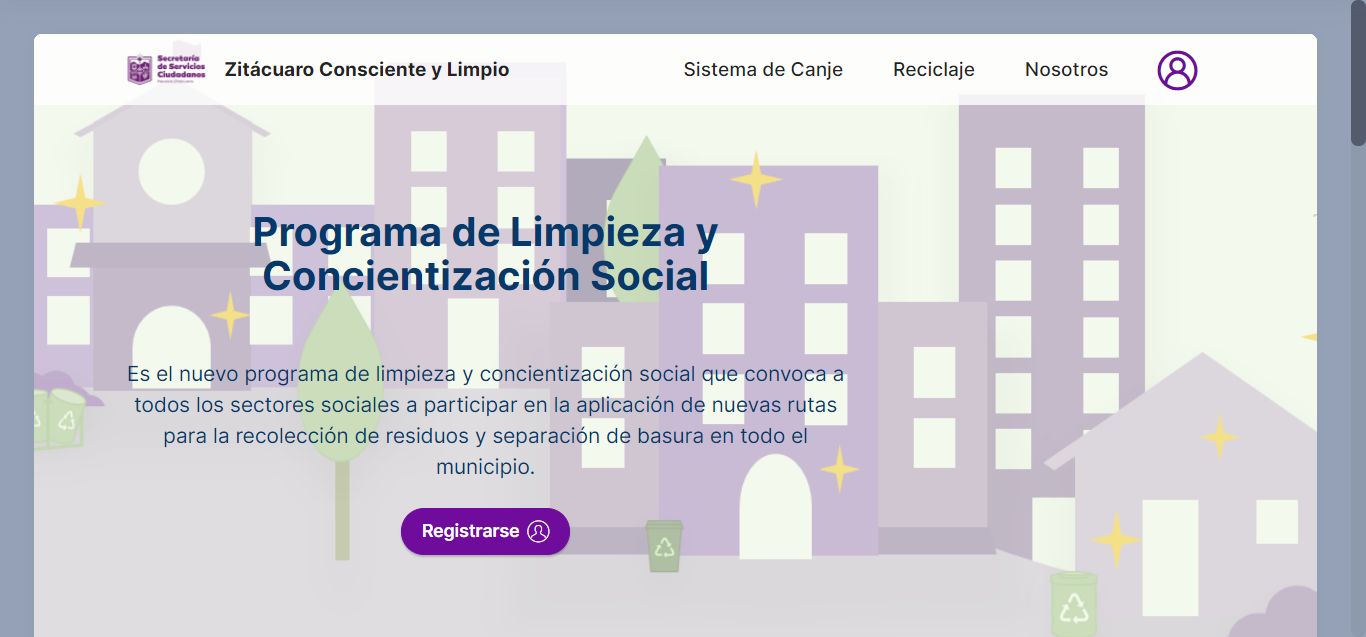 Secretaría
de Servicios
Ciudadanos
Zitácuaro Consciente y Limpio
Sistema de Canje
Reciclaje
Nosotros
Programa de Limpieza y
Concientización Social
Es el nuevo programa de limpieza y concientización social que convoca a
todos los sectores sociales a participar en la aplicación de nuevas rutas
para la recolección de residuos y separación de basura en todo el
municipio.
Registrarse